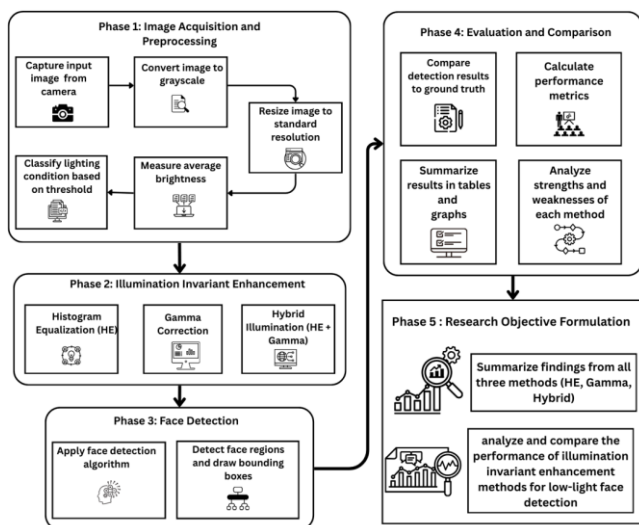 Phase 1: Image Acquisition and
Preprocessing
Capture input
image from
camera
Convert image to
grayscale
Resize image to
standard
resolution
Measure average
brightness
Classify lighting
condition based
on threshold
Phase 2: Illumination Invariant Enhancement
Histogram
Equalization (HE)
Gamma
Correction
Hybrid
Illumination (HE +
Gamma)
Phase 3: Face Detection
Apply face detection
algorithm
Detect face regions
and draw bounding
boxes
Phase 4: Evaluation and Comparison
Compare
detection results
to ground truth
Calculate
performance
metrics
Summarize
results in tables
and
graphs
Analyze
strengths and
weaknesses of
each method
Phase 5 : Research Objective Formulation
Summarize findings from all
three methods (HE, Gamma,
Hybrid)
analyze and compare the
performance of illumination
invariant enhancement
methods for low-light face
detection